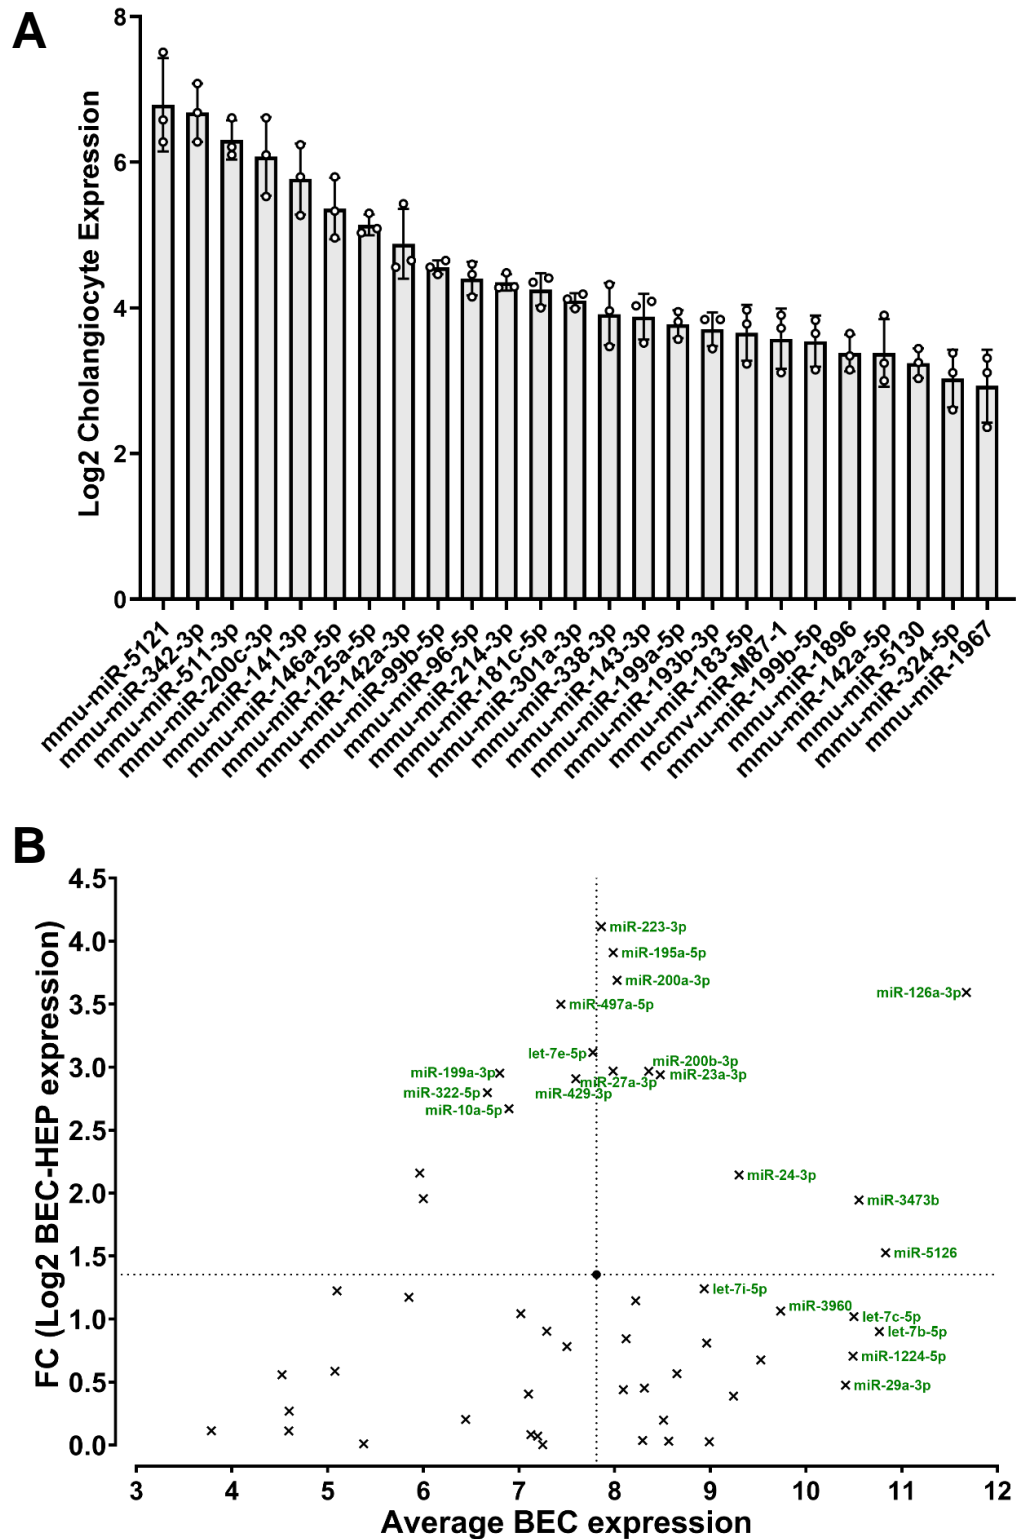 A
Log2 Cholangiocyte Expression
8
6
4
2
0
mmu-miR-5121
mmu-miR-342-3p
mmu-miR-511-3p
mmu-miR-200c-3p
mmu-miR-141-3p
mmu-miR-146a-5p
mmu-miR-125a-5p
mmu-miR-142a-3p
mmu-miR-99b-5p
mmu-miR-96-5p
mmu-miR-214-3p
mmu-miR-181c-5p
mmu-miR-301a-3p
mmu-miR-338-3p
mmu-miR-143-3p
mmu-miR-199a-5p
mmu-miR-193b-3p
mmu-miR-183-5p
mcmv-miR-M87-1
mmu-miR-199b-5p
mmu-miR-1896
mmu-miR-142a-5p
mmu-miR-5130
mmu-miR-324-5p
mmu-miR-1967
B
FC (Log2 BEC-HEP expression)
4.5
4.0
3.5
3.0
2.5
2.0
1.5
1.0
0.5
0.0
miR-223-3p
miR-195a-5p
miR-200a-3p
miR-126a-3p
miR-497a-5p
let-7e-5p
miR-200b-3p
miR-199a-3p
miR-23a-3p
miR-27a-3p
miR-322-5p
miR-429-3p
miR-10a-5p
miR-24-3p
miR-3473b
miR-5126
let-7i-5p
miR-3960
let-7c-5p
let-7b-5p
miR-1224-5p
miR-29a-3p
3 4 5 6 7 8 9 10 11 12
Average BEC expression